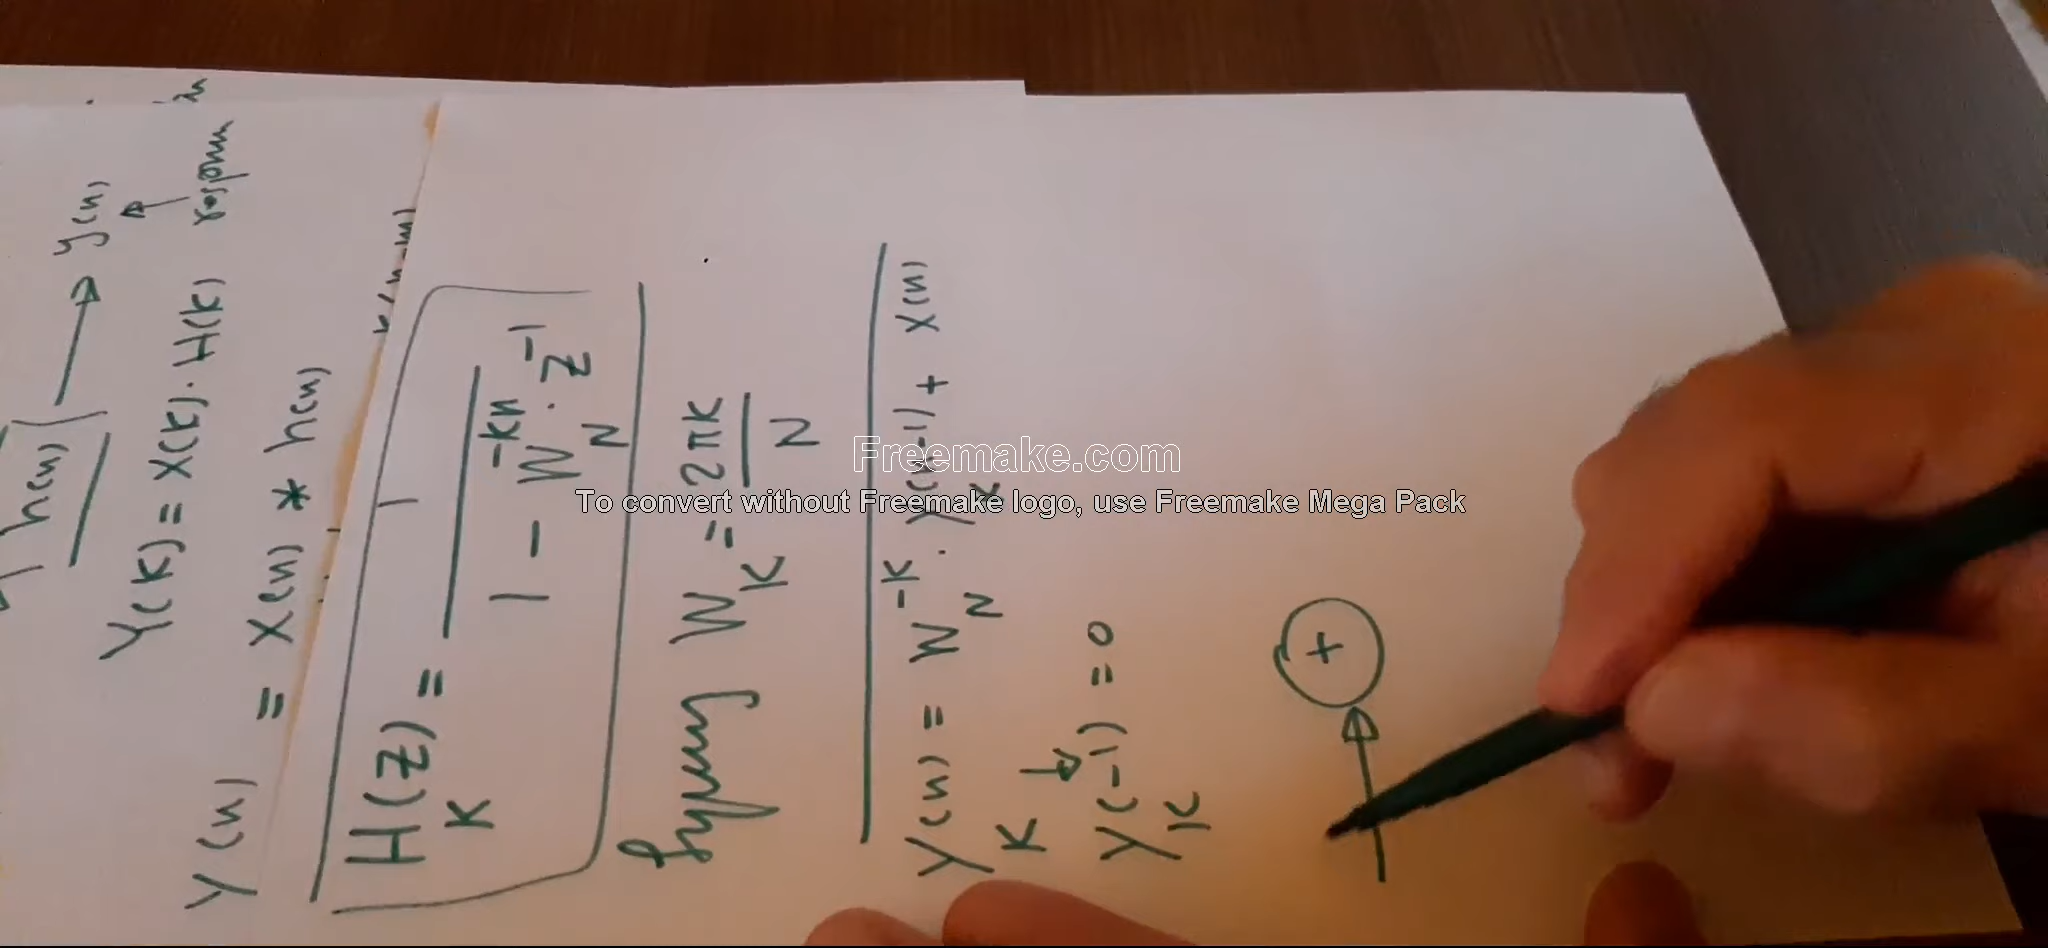 h(n) → y(n)
Y(k) = X(k) . H(k)
y(n) = x(n) * h(n)
H_K(z) = 1 / (1 - W_N^{-kn} . z^{-1})
W_K = 2πK / N
y_K(n) = W_N^{-K} . y_K(n-1) + x(n)
y_K(-1) = 0
+
Freemake.com
To convert without Freemake logo, use Freemake Mega Pack